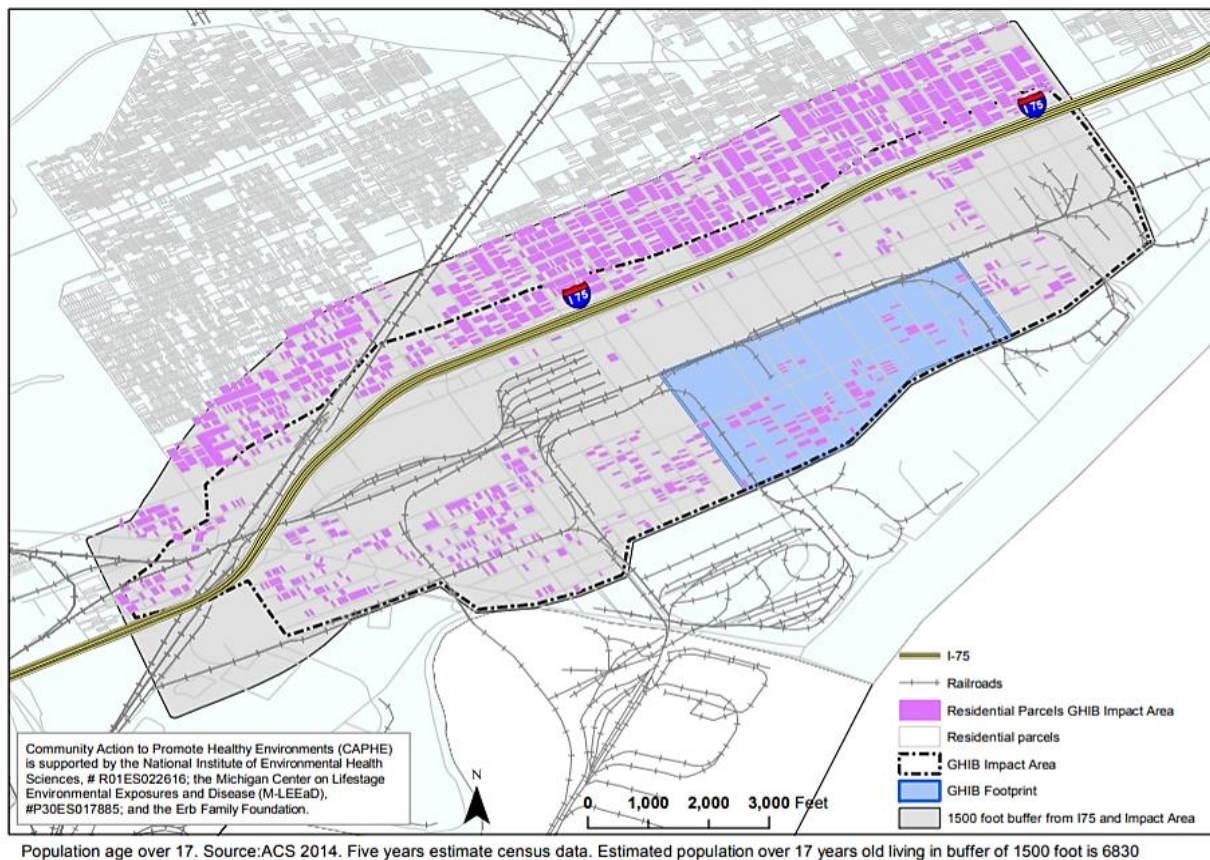 I 75
I 75
I-75
Railroads
Residential Parcels GHIB Impact Area
Residential parcels
GHIB Impact Area
GHIB Footprint
1500 foot buffer from I75 and Impact Area
Community Action to Promote Healthy Environments (CAPHE)
is supported by the National Institute of Environmental Health
Sciences, # R01ES022616; the Michigan Center on Lifestage
Environmental Exposures and Disease (M-LEEaD),
#P30ES017885; and the Erb Family Foundation.
N
0 1,000 2,000 3,000 Feet
Population age over 17. Source:ACS 2014. Five years estimate census data. Estimated population over 17 years old living in buffer of 1500 foot is 6830